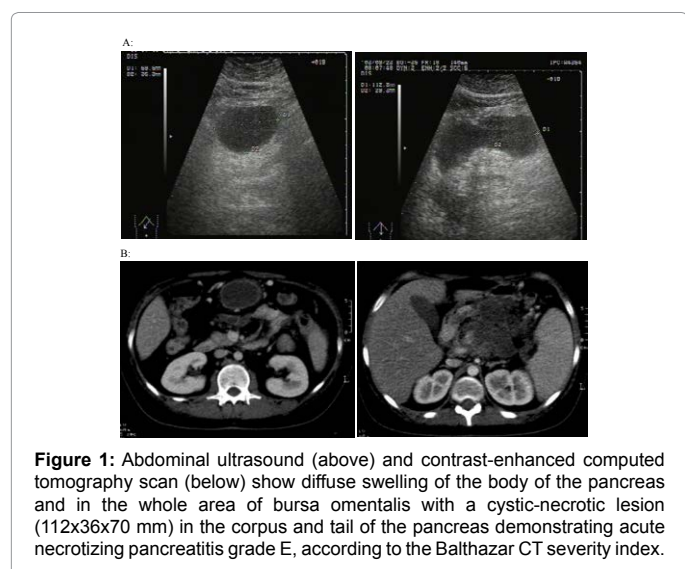 A:
DIS
B:
Figure 1: Abdominal ultrasound (above) and contrast-enhanced computed
tomography scan (below) show diffuse swelling of the body of the pancreas
and in the whole area of bursa omentalis with a cystic-necrotic lesion
(112x36x70 mm) in the corpus and tail of the pancreas demonstrating acute
necrotizing pancreatitis grade E, according to the Balthazar CT severity index.